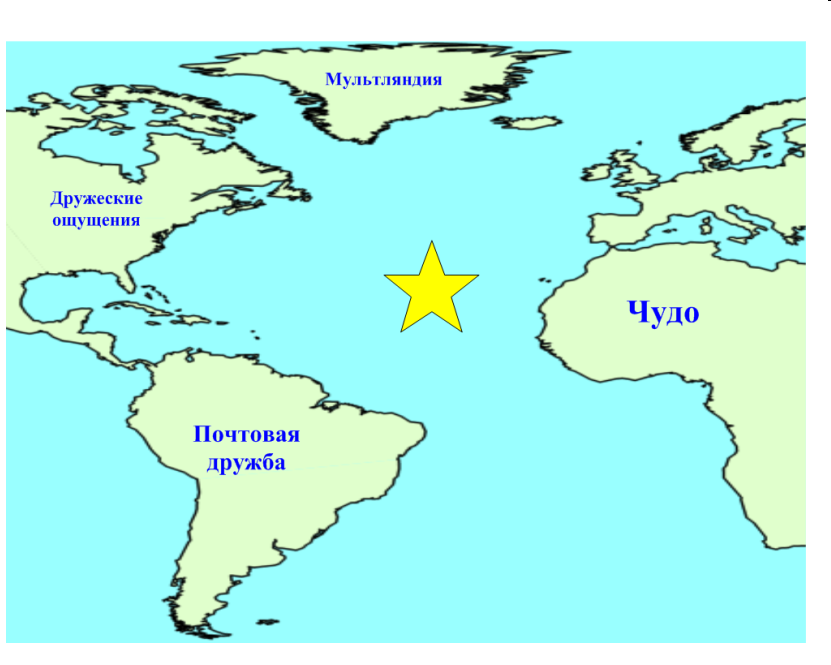 Мультляндия
Дружеские
ощущения
Чудо
Почтовая
дружба